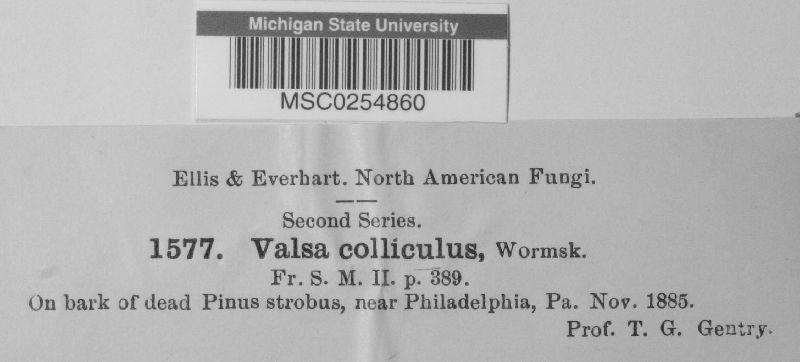 Michigan State University
MSC0254860
Ellis & Everhart. North American Fungi.
Second Series.
1577. Valsa colliculus, Wormsk.
Fr. S. M. II. p. 389.
On bark of dead Pinus strobus, near Philadelphia, Pa. Nov. 1885.
Prof. T. G. Gentry.